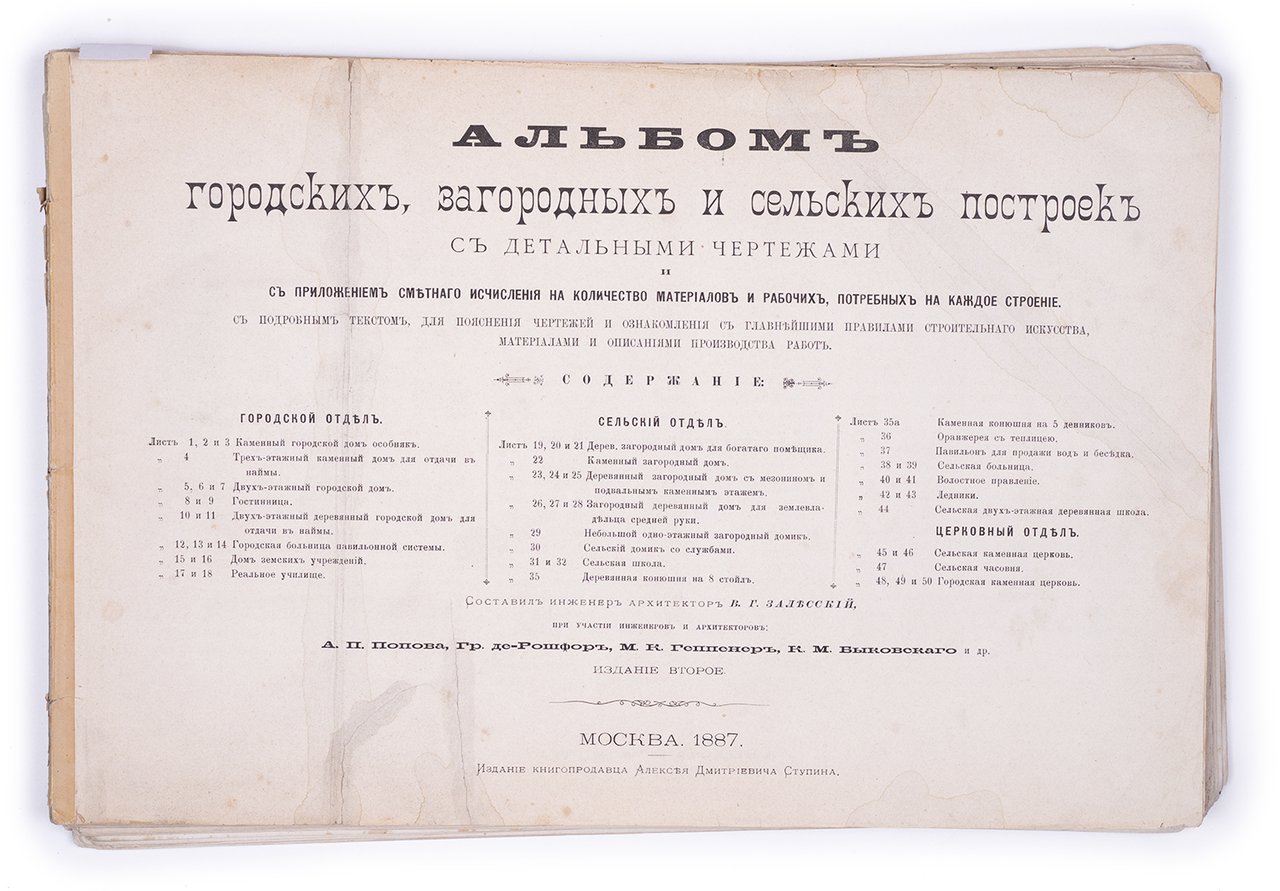 АЛЬБОМЪ
городскихъ, загородныхъ и сельскихъ построекъ
СЪ ДЕТАЛЬНЫМИ ЧЕРТЕЖАМИ
И
СЪ ПРИЛОЖЕНІЕМЪ СМѢТНАГО ИСЧИСЛЕНІЯ НА КОЛИЧЕСТВО МАТЕРІАЛОВЪ И РАБОЧИХЪ, ПОТРЕБНЫХЪ НА КАЖДОЕ СТРОЕНІЕ.
СЪ ПОДРОБНЫМЪ ТЕКСТОМЪ, ДЛЯ ПОЯСНЕНІЯ ЧЕРТЕЖЕЙ И ОЗНАКОМЛЕНІЯ СЪ ГЛАВНѢЙШИМИ ПРАВИЛАМИ СТРОИТЕЛЬНАГО ИСКУССТВА,
МАТЕРІАЛАМИ И ОПИСАНІЯМИ ПРОИЗВОДСТВА РАБОТЪ.
СОДЕРЖАНІЕ:
ГОРОДСКОЙ ОТДѢЛЪ.
Листъ 1, 2 и 3 Каменный городской домъ особнякъ.
„ 4 Трехъ-этажный каменный домъ для отдачи въ
наймы.
„ 5, 6 и 7 Двухъ-этажный городской домъ.
„ 8 и 9 Гостинница.
„ 10 и 11 Двухъ-этажный деревянный городской домъ для
отдачи въ наймы.
„ 12, 13 и 14 Городская больница павильонной системы.
„ 15 и 16 Домъ земскихъ учрежденій.
„ 17 и 18 Реальное училище.
СЕЛЬСКІЙ ОТДѢЛЪ.
Листъ 19, 20 и 21 Дерев. загородный домъ для богатаго помѣщика.
„ 22 Каменный загородный домъ.
„ 23, 24 и 25 Деревянный загородный домъ с мезониномъ и
подвальнымъ каменнымъ этажемъ.
„ 26, 27 и 28 Загородный деревянный домъ для землевла-
дѣльца средней руки.
„ 29 Небольшой одно-этажный загородный домикъ.
„ 30 Сельскій домикъ со службами.
„ 31 и 32 Сельская школа.
„ 35 Деревянная конюшня на 8 стойлъ.
Листъ 35а Каменная конюшня на 5 денниковъ.
„ 36 Оранжерея съ теплицею.
„ 37 Павильонъ для продажи водъ и бесѣдка.
„ 38 и 39 Сельская больница.
„ 40 и 41 Волостное правленіе.
„ 42 и 43 Ледники.
„ 44 Сельская двухъ-этажная деревянная школа.
ЦЕРКОВНЫЙ ОТДѢЛЪ.
„ 45 и 46 Сельская каменная церковь.
„ 47 Сельская часовня.
„ 48, 49 и 50 Городская каменная церковь.
Составилъ инженеръ архитекторъ В. Г. ЗАЛѢССКІЙ,
ПРИ УЧАСТІИ ИНЖЕНЕРОВЪ И АРХИТЕКТОРОВЪ:
А. П. Попова, Гр. де-Рошфоръ, М. К. Геппенеръ, К. М. Быковскаго и др.
ИЗДАНІЕ ВТОРОЕ.
МОСКВА. 1887.
Изданіе книгопродавца Алексѣя Дмитріевича Ступина.